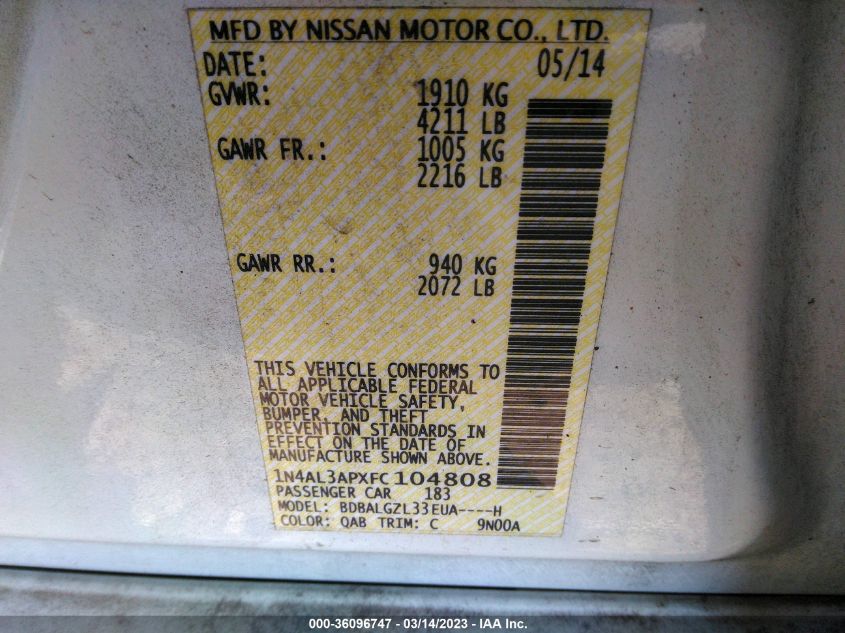 MFD BY NISSAN MOTOR CO., LTD.
DATE: 05/14
GVWR: 1910 KG
4211 LB
GAWR FR.: 1005 KG
2216 LB
GAWR RR.: 940 KG
2072 LB
THIS VEHICLE CONFORMS TO
ALL APPLICABLE FEDERAL
MOTOR VEHICLE SAFETY,
BUMPER, AND THEFT
PREVENTION STANDARDS IN
EFFECT ON THE DATE OF
MANUFACTURE SHOWN ABOVE.
1N4AL3APXFC104808
PASSENGER CAR 183
MODEL: BDBALGZL33EUA----H
COLOR: QAB TRIM: C 9N00A
000-36096747 - 03/14/2023 - IAA Inc.